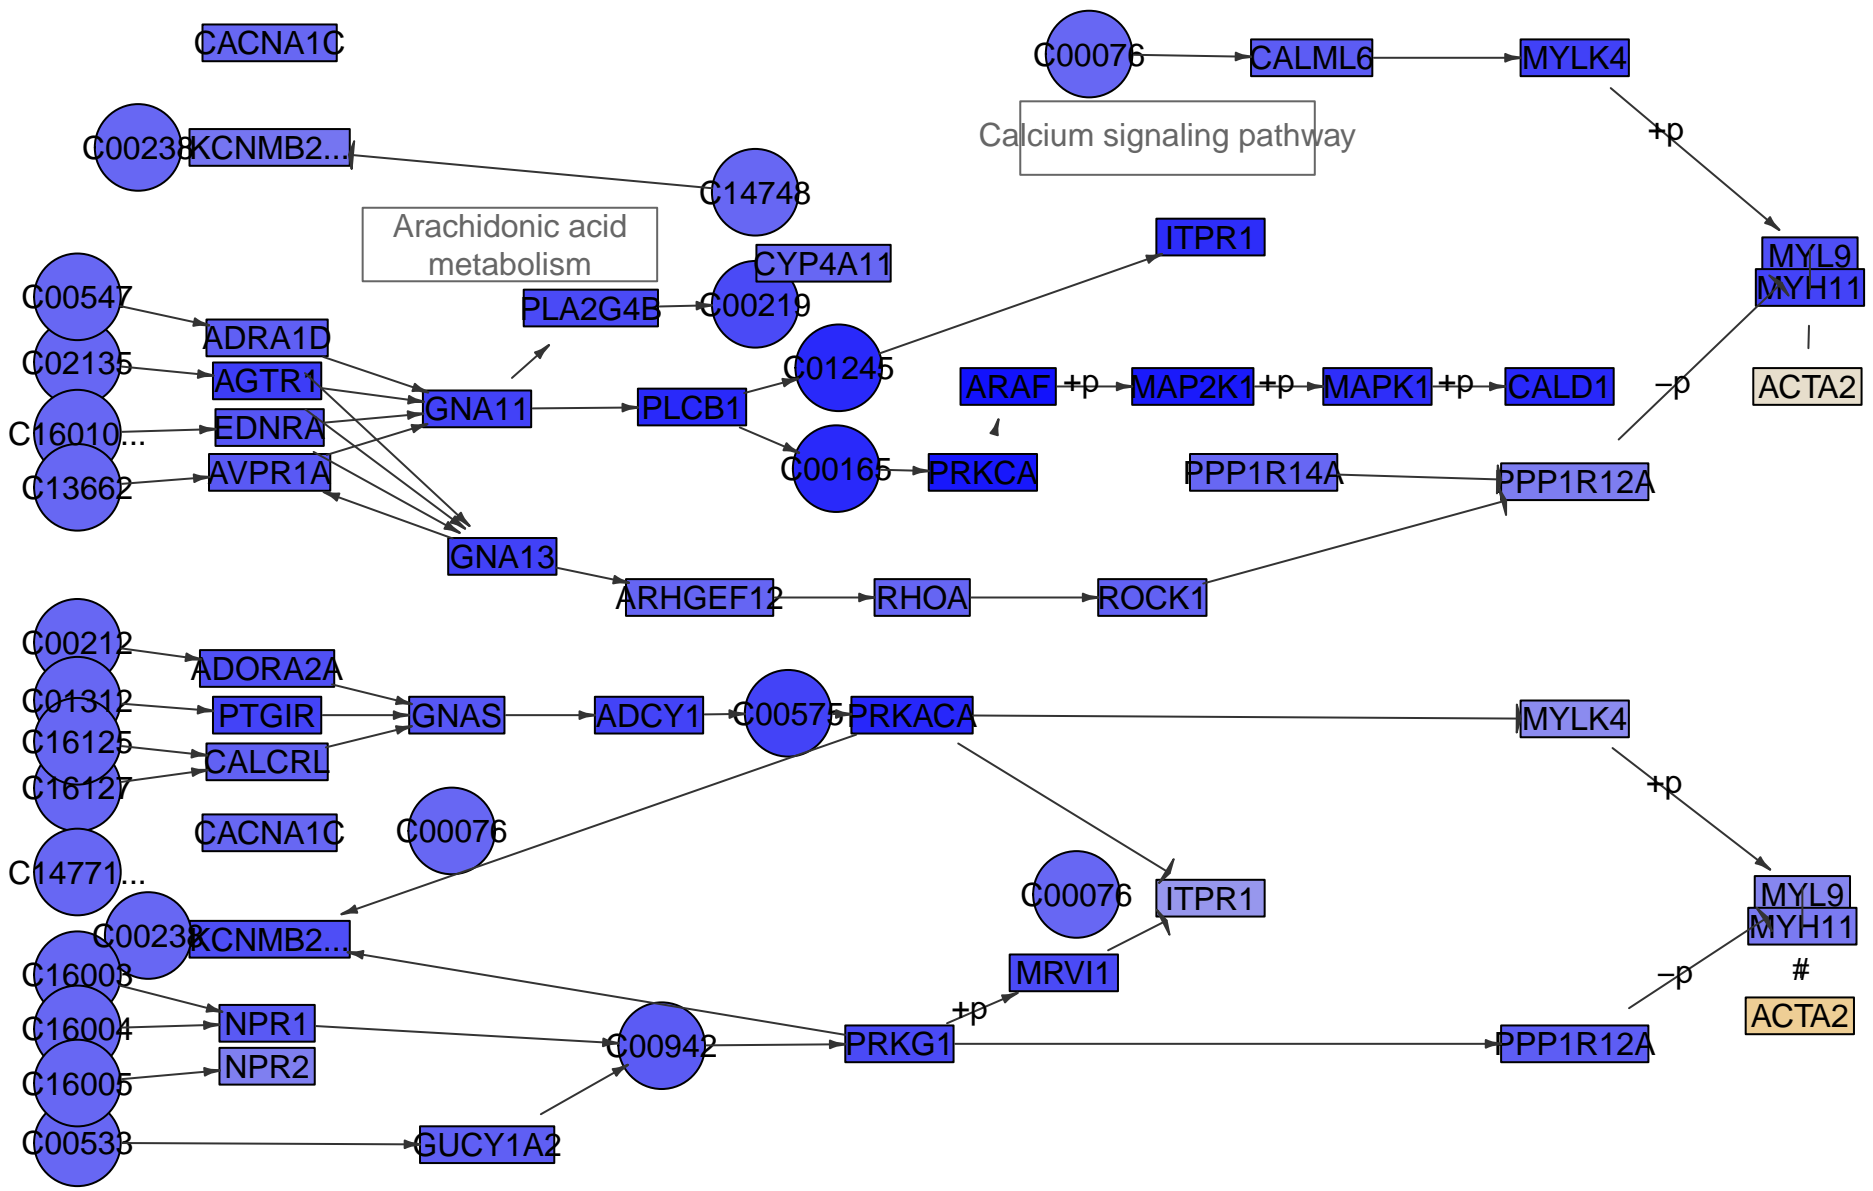 CACNA1C
C00076
CALML6
MYLK4
+p
C00238
KCNMB2...
Calcium signaling pathway
C14748
Arachidonic acid
metabolism
ITPR1
MYL9
CYP4A11
MYH11
C00547
PLA2G4B
C00219
ADRA1D
C02135
AGTR1
C01245
ARAF
+p
MAP2K1
+p
MAPK1
+p
CALD1
–p
ACTA2
GNA11
PLCB1
C16010...
EDNRA
AVPR1A
C13662
C00165
PRKCA
PPP1R14A
PPP1R12A
GNA13
ARHGEF12
RHOA
ROCK1
C00212
ADORA2A
C01312
PTGIR
GNAS
ADCY1
C00575
PRKACA
MYLK4
C16125
CALCRL
C16127
+p
CACNA1C
C00076
C14771...
C00076
ITPR1
MYL9
MYH11
C00238
KCNMB2...
C16003
MRVI1
–p
#
+p
C16004
NPR1
ACTA2
C00942
PRKG1
PPP1R12A
NPR2
C16005
C00533
GUCY1A2